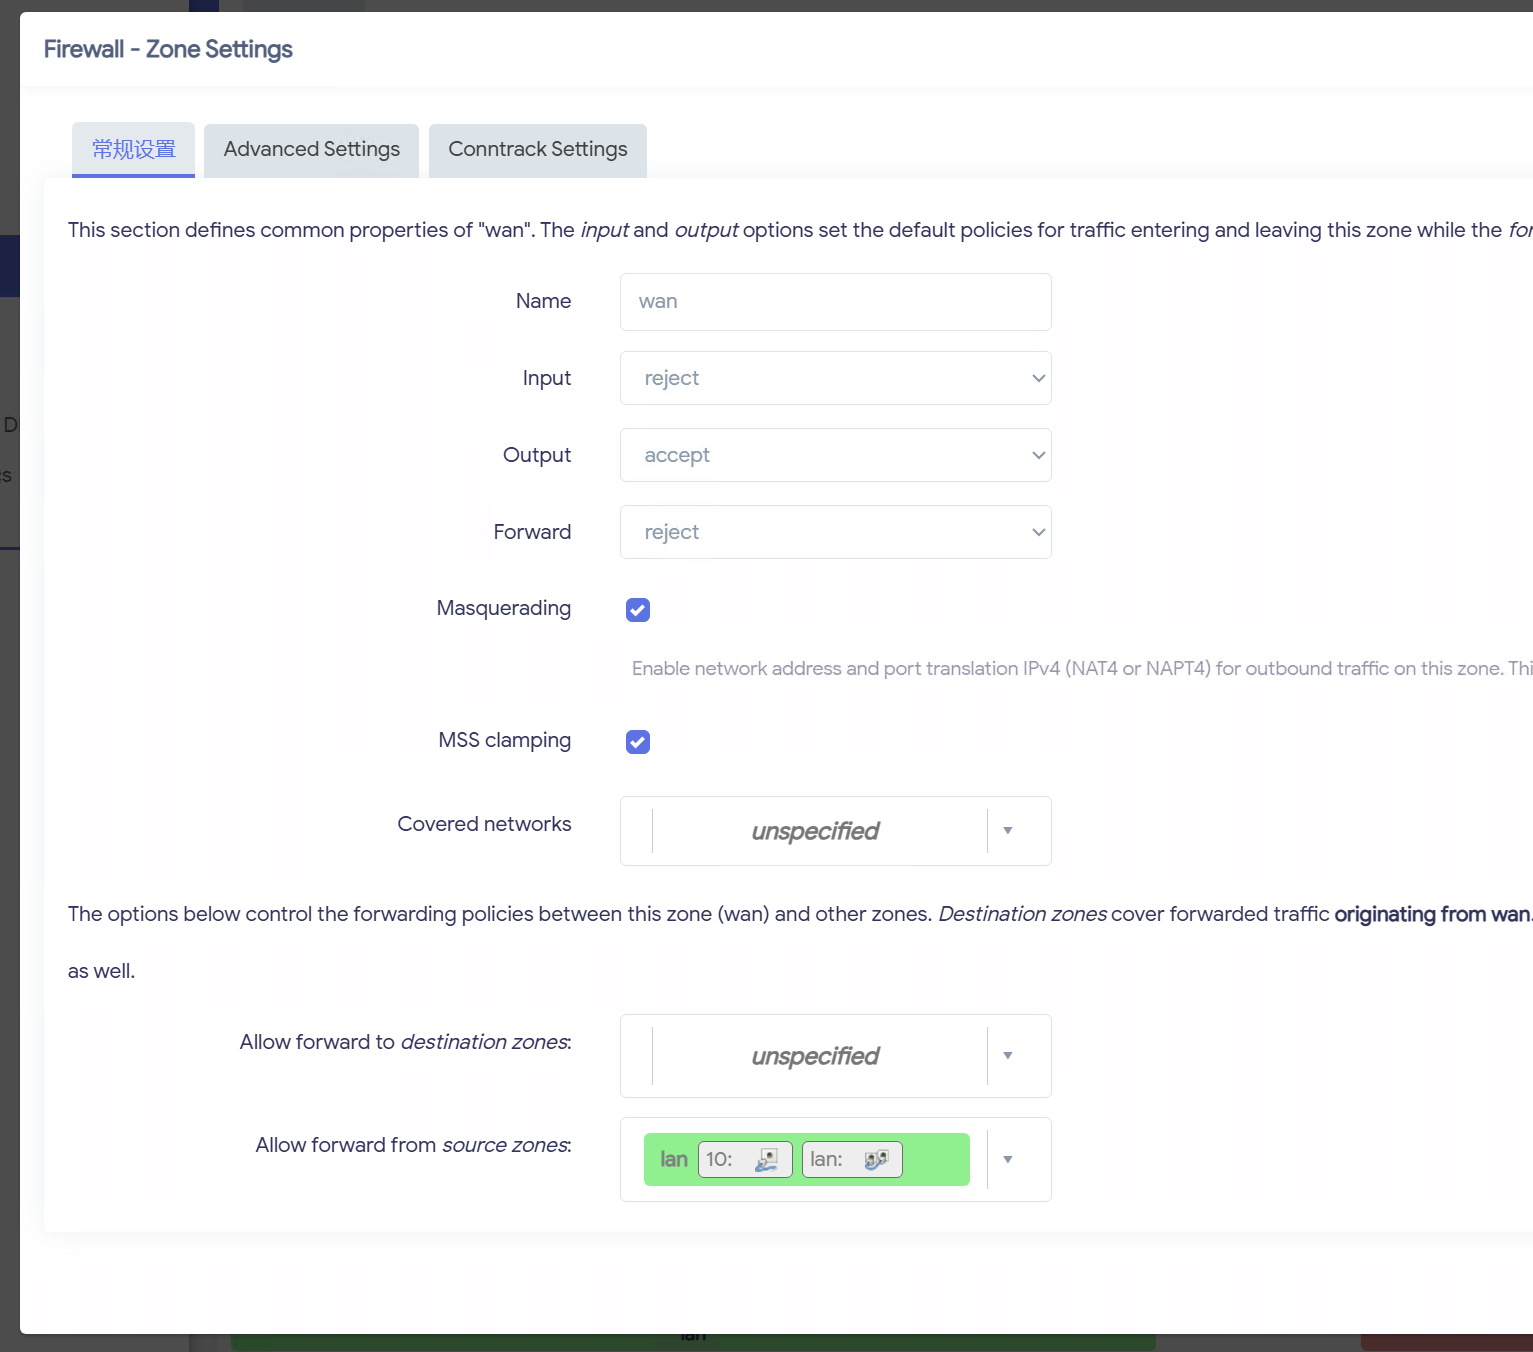 Firewall - Zone Settings
常规设置 Advanced Settings Conntrack Settings
This section defines common properties of "wan". The input and output options set the default policies for traffic entering and leaving this zone while the
Name wan
Input reject
D
Output accept
s
Forward reject
Masquerading
Enable network address and port translation IPv4 (NAT4 or NAPT4) for outbound traffic on this zone.
MSS clamping
Covered networks unspecified
The options below control the forwarding policies between this zone (wan) and other zones. Destination zones cover forwarded traffic originating from wan.
as well.
Allow forward to destination zones: unspecified
Allow forward from source zones: lan 10: lan:
lan